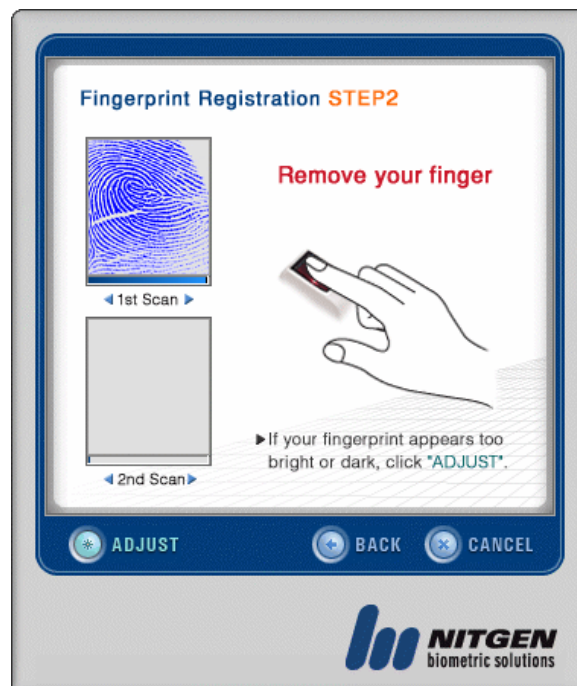 Fingerprint Registration STEP2
Remove your finger
1st Scan
2nd Scan
If your fingerprint appears too
bright or dark, click "ADJUST".
ADJUST
BACK
CANCEL
NITGEN
biometric solutions